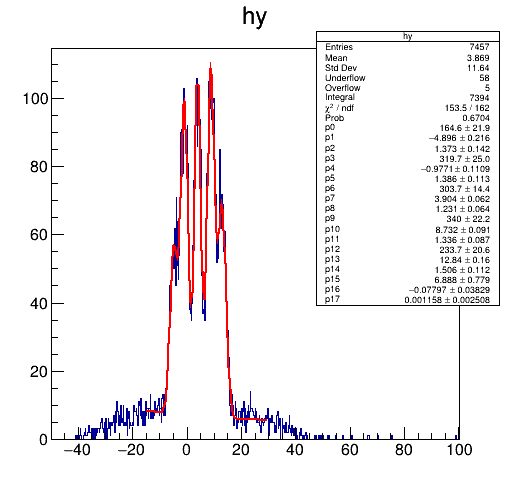 hy
hy
Entries 7457
Mean 3.869
Std Dev 11.64
Underflow 58
Overflow 5
Integral 7394
χ² / ndf 153.5 / 162
Prob 0.6704
p0 164.6 ± 21.9
p1 −4.896 ± 0.216
p2 1.373 ± 0.142
p3 319.7 ± 25.0
p4 −0.9771 ± 0.1109
p5 1.386 ± 0.113
p6 303.7 ± 14.4
p7 3.904 ± 0.062
p8 1.231 ± 0.064
p9 340 ± 22.2
p10 8.732 ± 0.091
p11 1.336 ± 0.087
p12 233.7 ± 20.6
p13 12.84 ± 0.16
p14 1.506 ± 0.112
p15 6.888 ± 0.779
p16 −0.07797 ± 0.03829
p17 0.001158 ± 0.002508
100
80
60
40
20
0
−40 −20 0 20 40 60 80 100